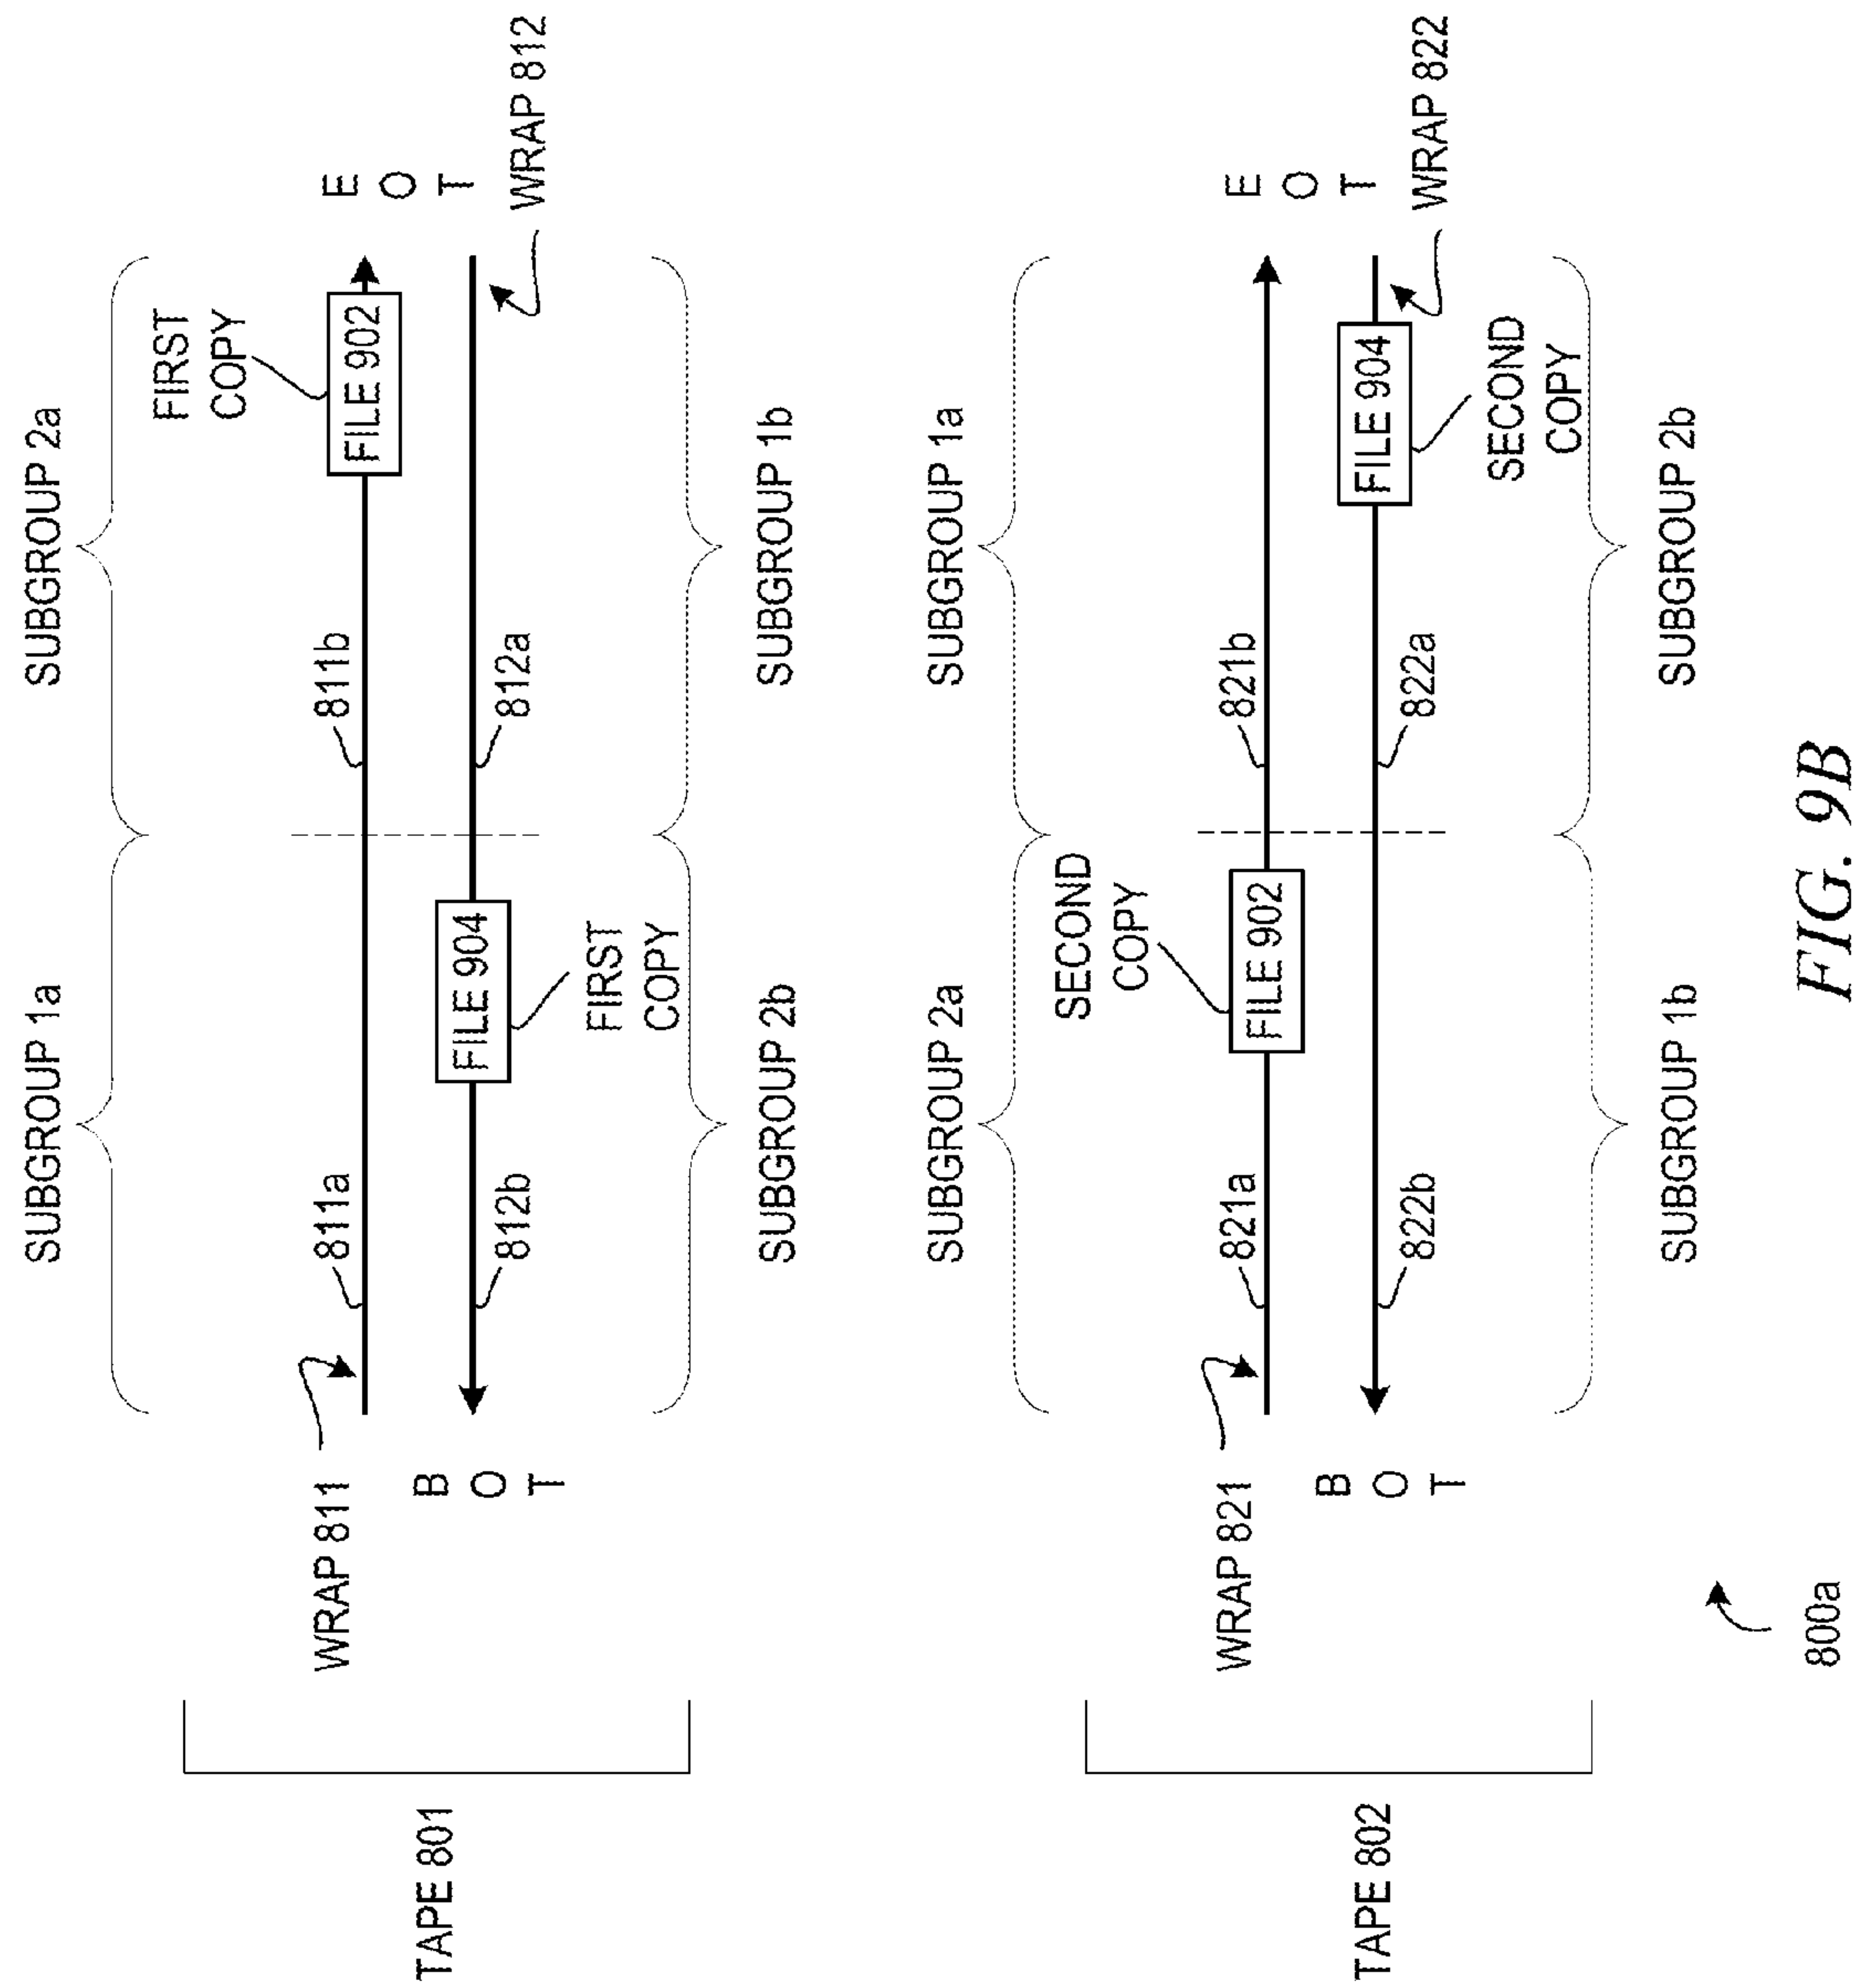 TAPE 801
SUBGROUP 1a
SUBGROUP 2a
FIRST
COPY
WRAP 811
811a
811b
FILE 902
E
O
T
B
O
T
812b
FILE 904
812a
WRAP 812
FIRST
COPY
SUBGROUP 2b
SUBGROUP 1b
TAPE 802
SUBGROUP 2a
SUBGROUP 1a
SECOND
COPY
WRAP 821
821a
FILE 902
821b
E
O
T
B
O
T
822b
822a
FILE 904
WRAP 822
SECOND
COPY
SUBGROUP 1b
SUBGROUP 2b
800a
FIG. 9B